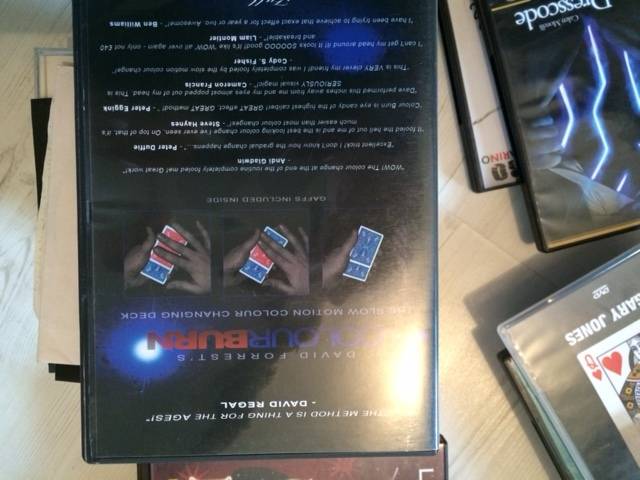 "THE METHOD IS A THING FOR THE AGES!"
- DAVID REGAL
DAVID FORREST'S
COLOURBURN
THE SLOW MOTION COLOUR CHANGING DECK
GAFFS INCLUDED INSIDE
"WOW! The colour change at the end of the routine completely fooled me! Great work!"
- Andi Gladwin
"Excellent trick! I don't know how the gradual change happens..." - Peter Duffie
"It fooled the hell out of me and is the best looking colour change I've ever seen. On top of that, it's
much easier than most colour changes!" - Steve Haynes
"Colour Burn is eye candy of the highest caliber! GREAT effect, GREAT method!" - Peter Eggink
"Dave performed this inches away from me and my eyes almost popped out of my head. This is
SERIOUSLY visual magic!" - Cameron Francis
"This is VERY clever my friend! I was completely fooled by the slow motion colour change!"
- Cody S. Fisher
"I can't get my head around it! It looks SOOOOO good! It's like WOW all over again - only not £40
and breakable!" - Liam Montier
"I have been trying to achieve that exact effect for a year or two. Awesome!" - Ben Williams
Full
Dresscode
Calen Morelli
RINO
GARY JONES
DVD
Q